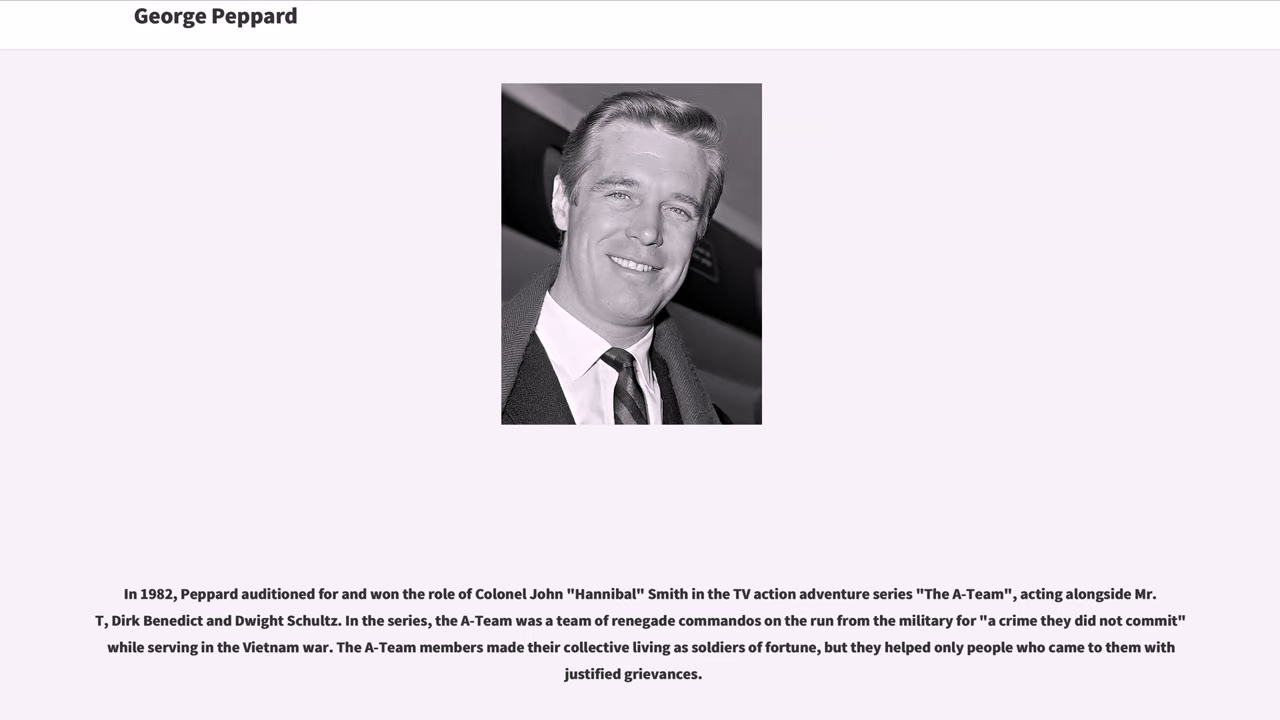 George Peppard
In 1982, Peppard auditioned for and won the role of Colonel John "Hannibal" Smith in the TV action adventure series "The A-Team", acting alongside Mr.
T, Dirk Benedict and Dwight Schultz. In the series, the A-Team was a team of renegade commandos on the run from the military for "a crime they did not commit"
while serving in the Vietnam war. The A-Team members made their collective living as soldiers of fortune, but they helped only people who came to them with
justified grievances.